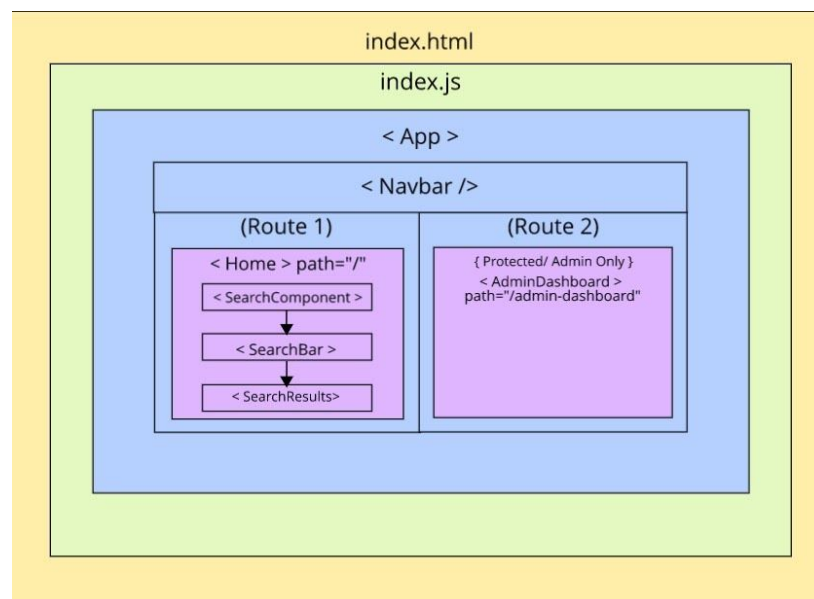 index.html
index.js
< App >
< Navbar />
(Route 1)
< Home > path="/"
< SearchComponent >
< SearchBar >
< SearchResults>
(Route 2)
{ Protected/ Admin Only }
< AdminDashboard >
path="/admin-dashboard"